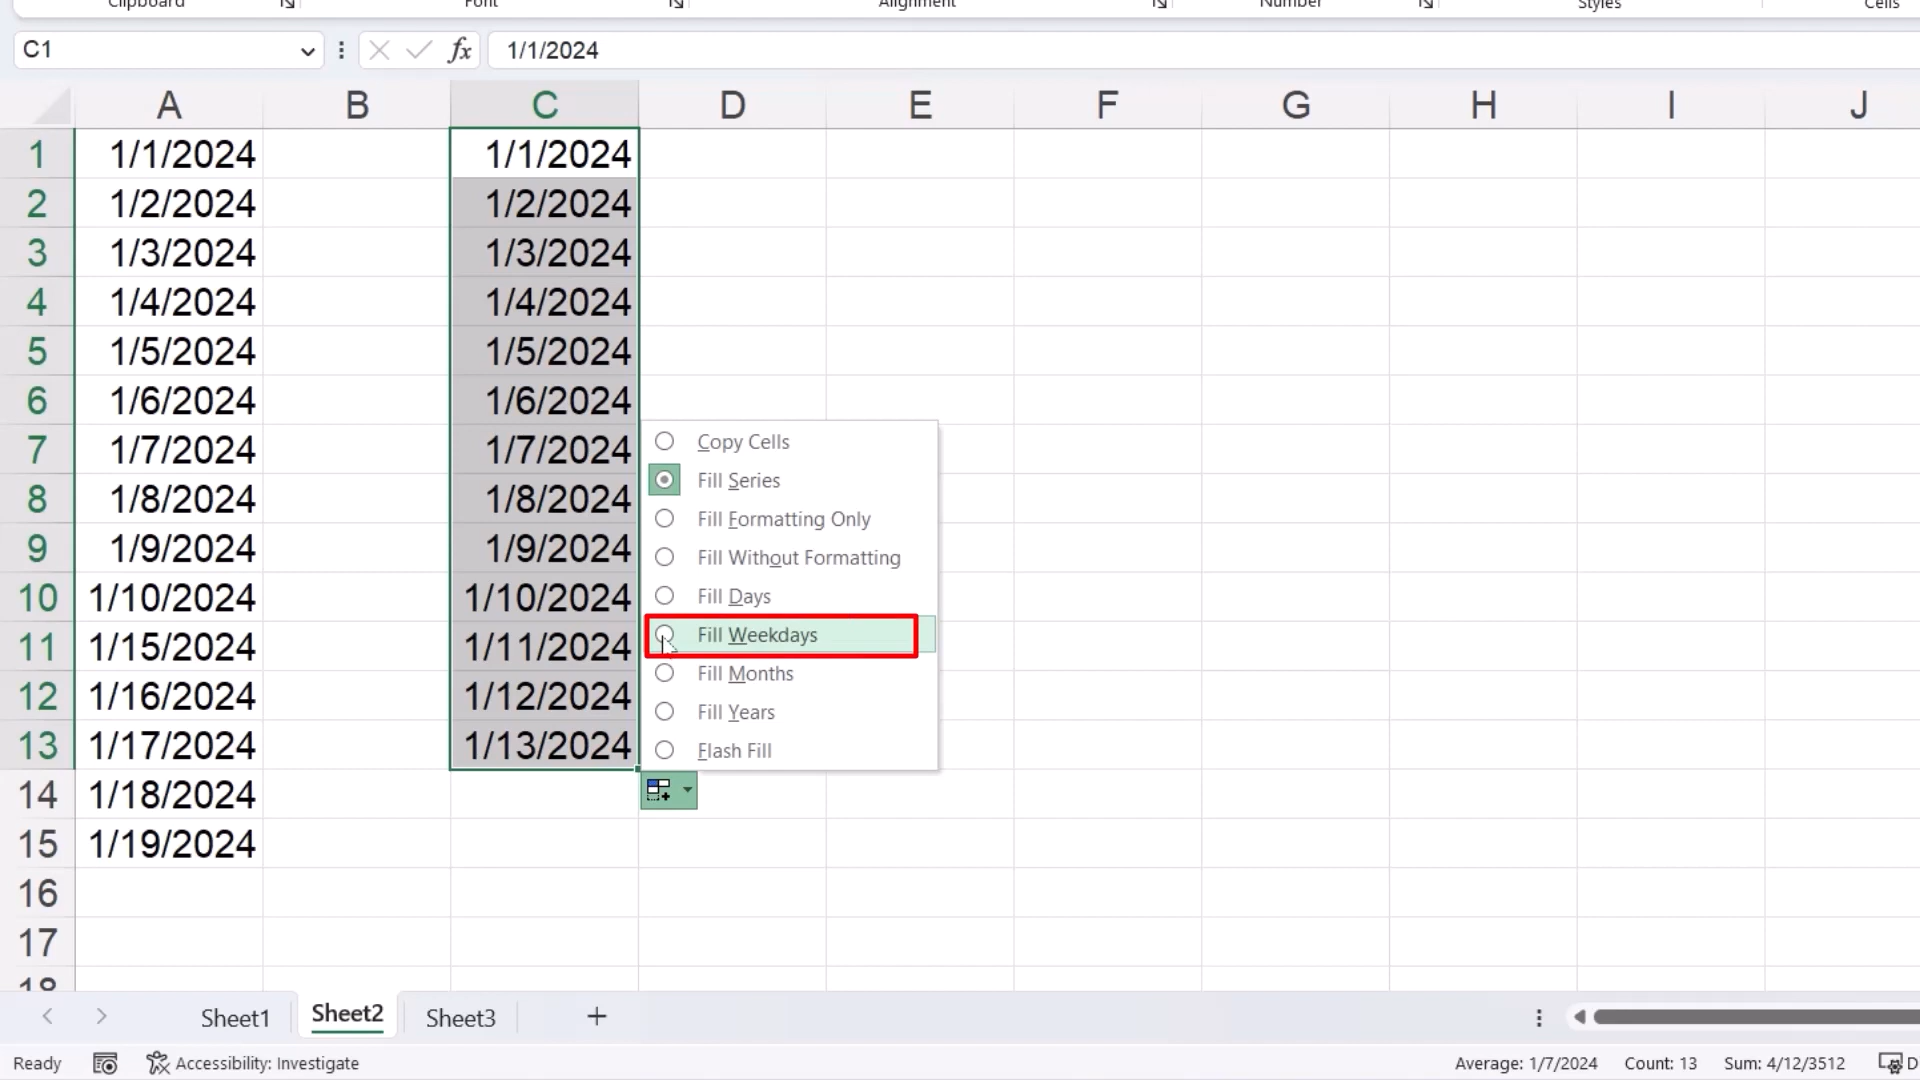 Clipboard Font Alignment Number Styles Cells
C1 fx 1/1/2024
A B C D E F G H I J
1 1/1/2024 1/1/2024
2 1/2/2024 1/2/2024
3 1/3/2024 1/3/2024
4 1/4/2024 1/4/2024
5 1/5/2024 1/5/2024
6 1/6/2024 1/6/2024
7 1/7/2024 1/7/2024
8 1/8/2024 1/8/2024
9 1/9/2024 1/9/2024
10 1/10/2024 1/10/2024
11 1/15/2024 1/11/2024
12 1/16/2024 1/12/2024
13 1/17/2024 1/13/2024
14 1/18/2024
15 1/19/2024
16
17
18
Copy Cells
Fill Series
Fill Formatting Only
Fill Without Formatting
Fill Days
Fill Weekdays
Fill Months
Fill Years
Flash Fill
Sheet1 Sheet2 Sheet3
Ready Accessibility: Investigate Average: 1/7/2024 Count: 13 Sum: 4/12/3512 D